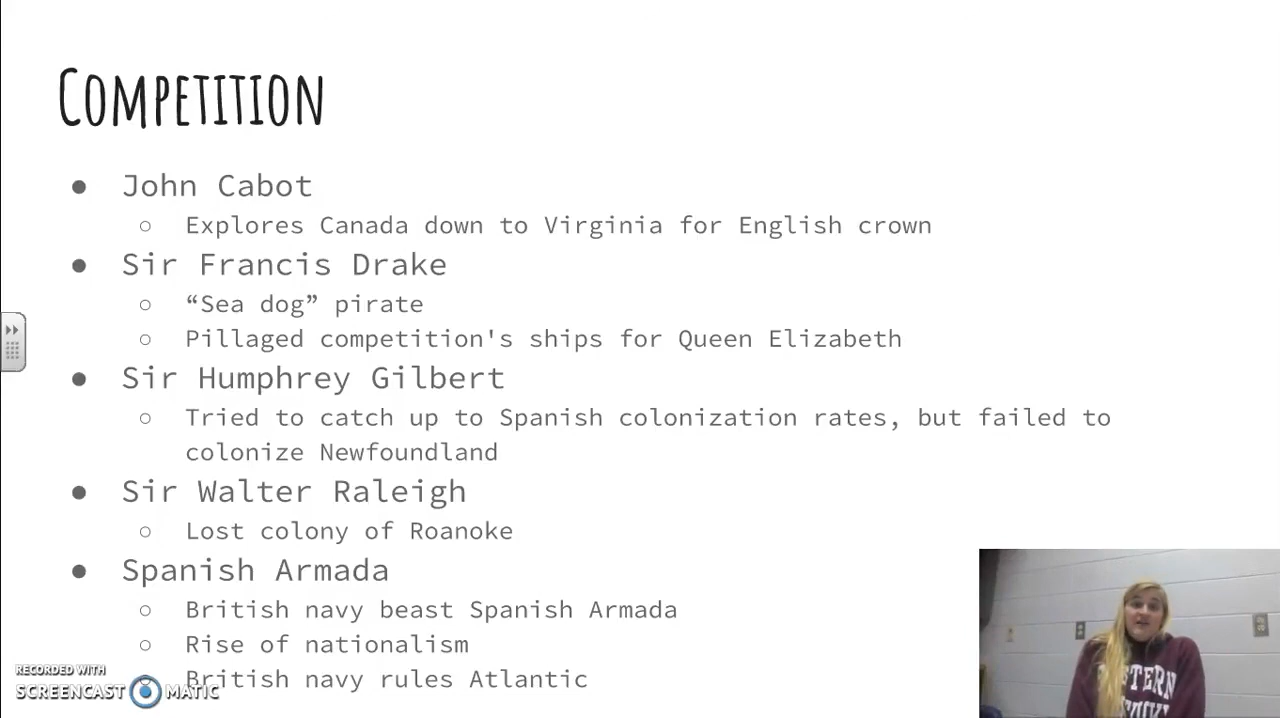 Competition
● John Cabot
○ Explores Canada down to Virginia for English crown
● Sir Francis Drake
○ “Sea dog” pirate
○ Pillaged competition's ships for Queen Elizabeth
● Sir Humphrey Gilbert
○ Tried to catch up to Spanish colonization rates, but failed to
colonize Newfoundland
● Sir Walter Raleigh
○ Lost colony of Roanoke
● Spanish Armada
○ British navy beast Spanish Armada
○ Rise of nationalism
○ British navy rules Atlantic
RECORDED WITH
SCREENCAST MATIC